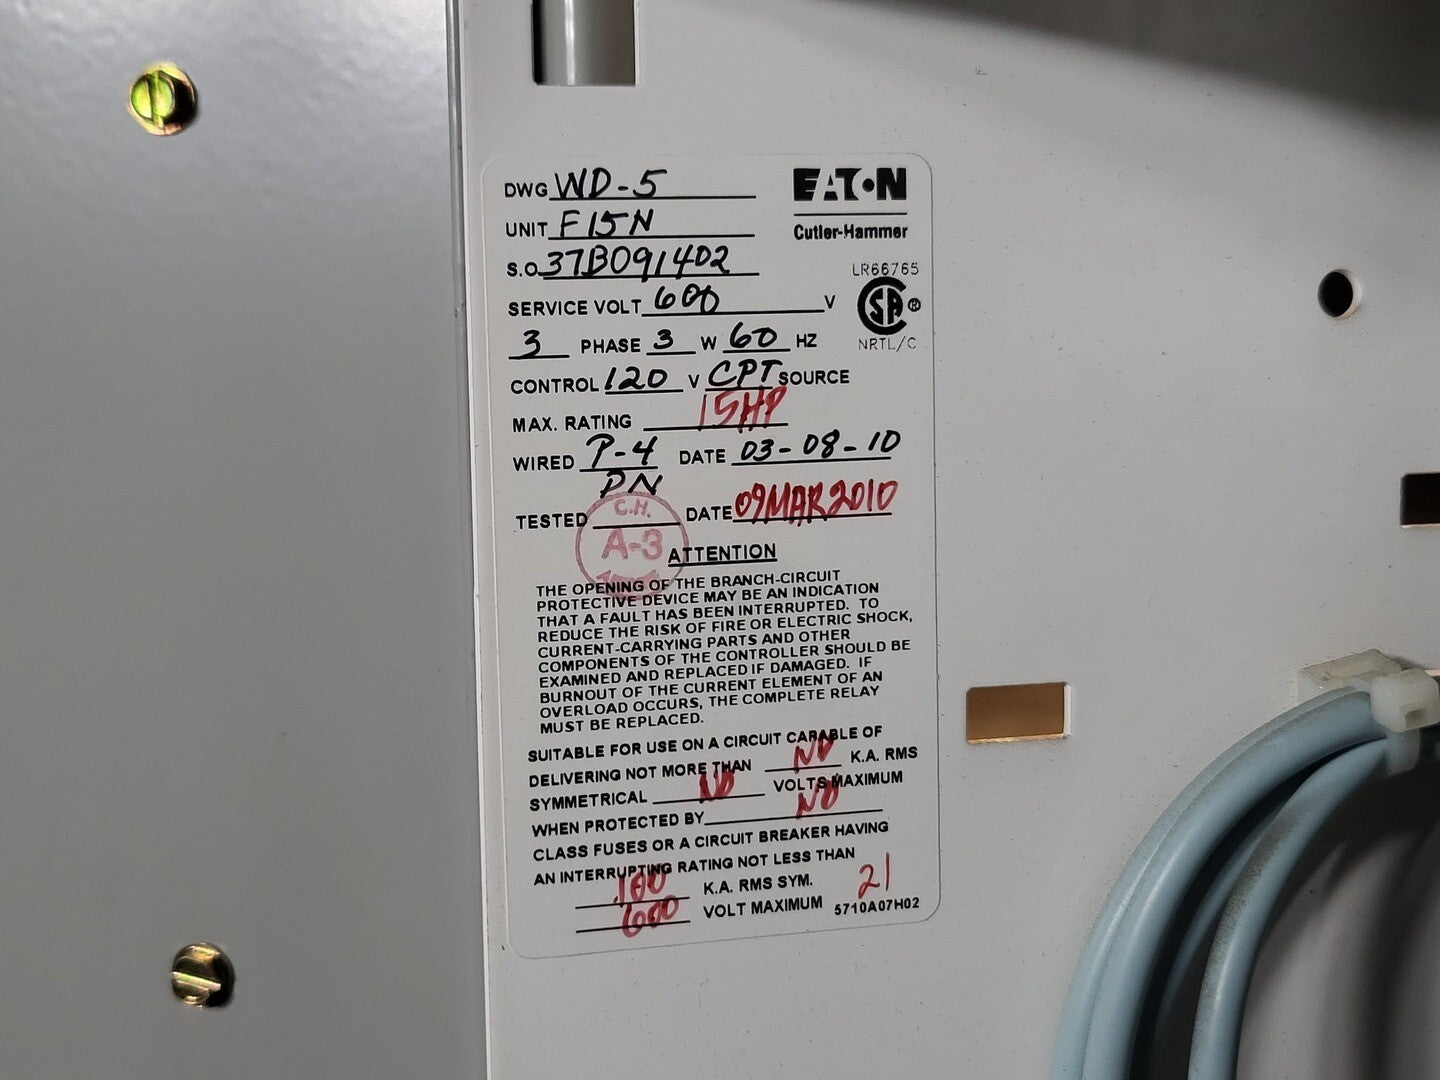 EATON
Cutler-Hammer
LR66765
NRTL/C
DWG WD-5
UNIT F15N
S.O. 37B091402
SERVICE VOLT 600 V
3 PHASE 3 W 60 HZ
CONTROL 120 V CPT SOURCE
MAX. RATING 15HP
WIRED P-4 DATE 03-08-10
PN
TESTED DATE 09MAR2010
C.H.
A-3
ATTENTION
THE OPENING OF THE BRANCH-CIRCUIT
PROTECTIVE DEVICE MAY BE AN INDICATION
THAT A FAULT HAS BEEN INTERRUPTED. TO
REDUCE THE RISK OF FIRE OR ELECTRIC SHOCK,
CURRENT-CARRYING PARTS AND OTHER
COMPONENTS OF THE CONTROLLER SHOULD BE
EXAMINED AND REPLACED IF DAMAGED. IF
BURNOUT OF THE CURRENT ELEMENT OF AN
OVERLOAD OCCURS, THE COMPLETE RELAY
MUST BE REPLACED.
SUITABLE FOR USE ON A CIRCUIT CAPABLE OF
DELIVERING NOT MORE THAN K.A. RMS
SYMMETRICAL VOLTS MAXIMUM
WHEN PROTECTED BY
CLASS FUSES OR A CIRCUIT BREAKER HAVING
AN INTERRUPTING RATING NOT LESS THAN
100 K.A. RMS SYM. 21
600 VOLT MAXIMUM 5710A07H02